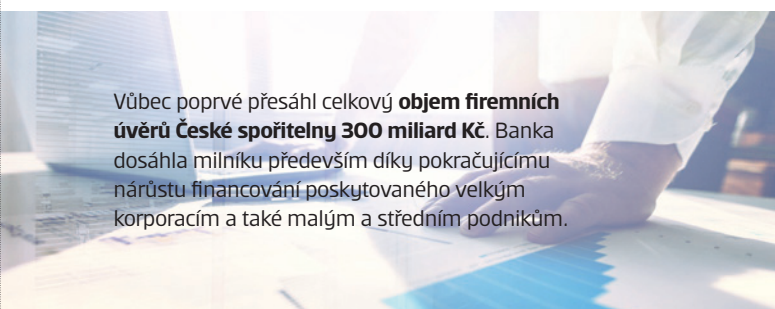 Vůbec poprvé přesáhl celkový objem firemních
úvěrů České spořitelny 300 miliard Kč. Banka
dosáhla milníku především díky pokračujícímu
nárůstu financování poskytovaného velkým
korporacím a také malým a středním podnikům.